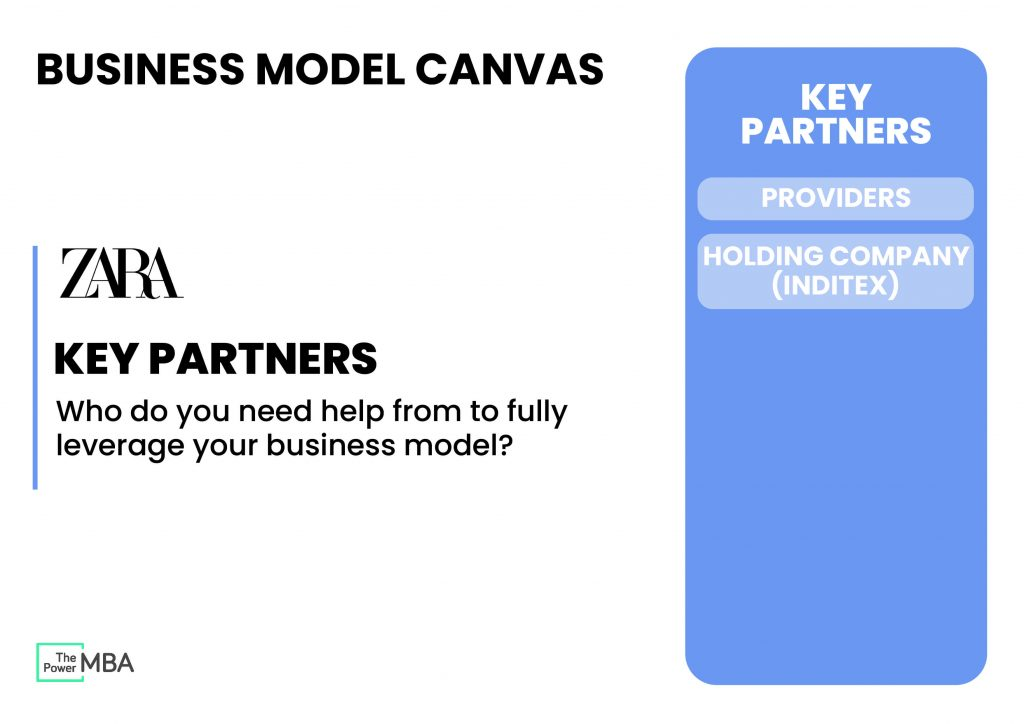 BUSINESS MODEL CANVAS
ZARA
KEY PARTNERS
Who do you need help from to fully
leverage your business model?
The
Power MBA
KEY
PARTNERS
PROVIDERS
HOLDING COMPANY
(INDITEX)